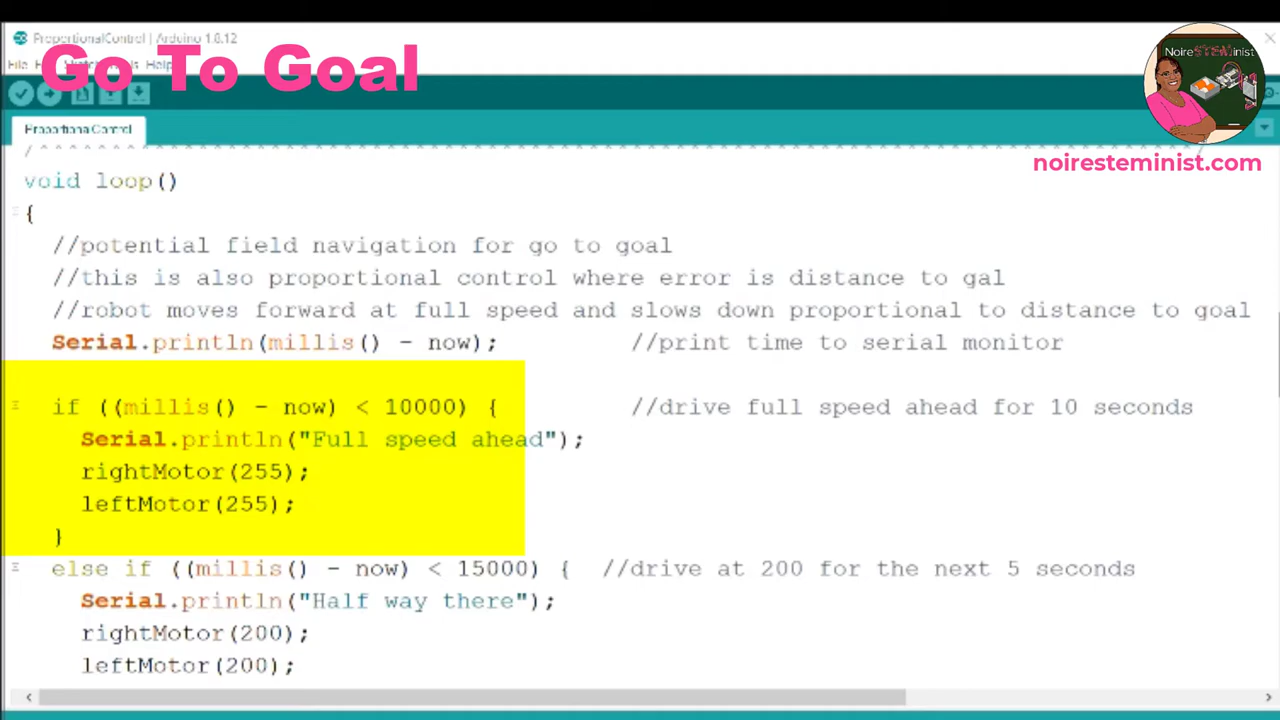 ProportionalControl | Arduino 1.8.12
Go To Goal
NoireSTEMinist
noiresteminist.com
File
Help
ProportionalControl
void loop()
{
//potential field navigation for go to goal
//this is also proportional control where error is distance to gal
//robot moves forward at full speed and slows down proportional to distance to goal
Serial.println(millis() - now); //print time to serial monitor
if ((millis() - now) < 10000) { //drive full speed ahead for 10 seconds
Serial.println("Full speed ahead");
rightMotor(255);
leftMotor(255);
}
else if ((millis() - now) < 15000) { //drive at 200 for the next 5 seconds
Serial.println("Half way there");
rightMotor(200);
leftMotor(200);